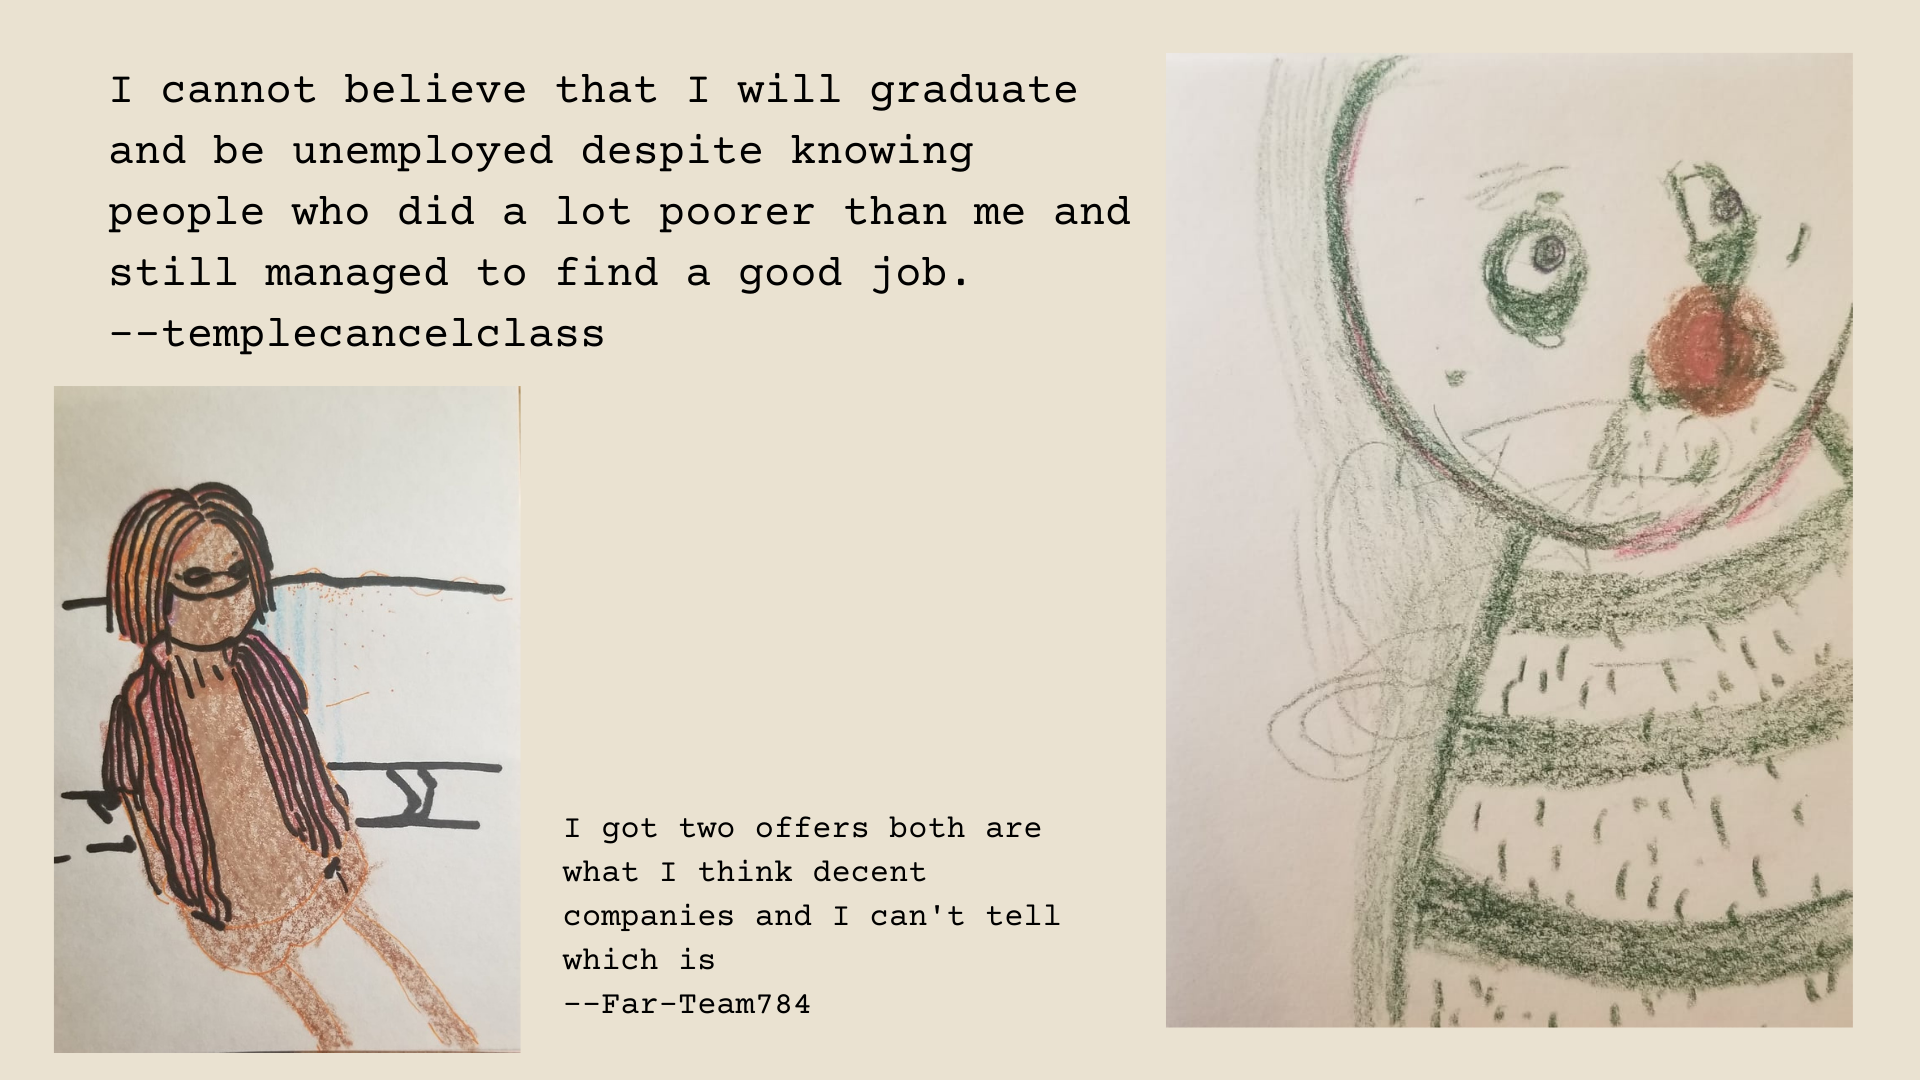 I cannot believe that I will graduate
and be unemployed despite knowing
people who did a lot poorer than me and
still managed to find a good job.
--templecancelclass
I got two offers both are
what I think decent
companies and I can't tell
which is
--Far-Team784